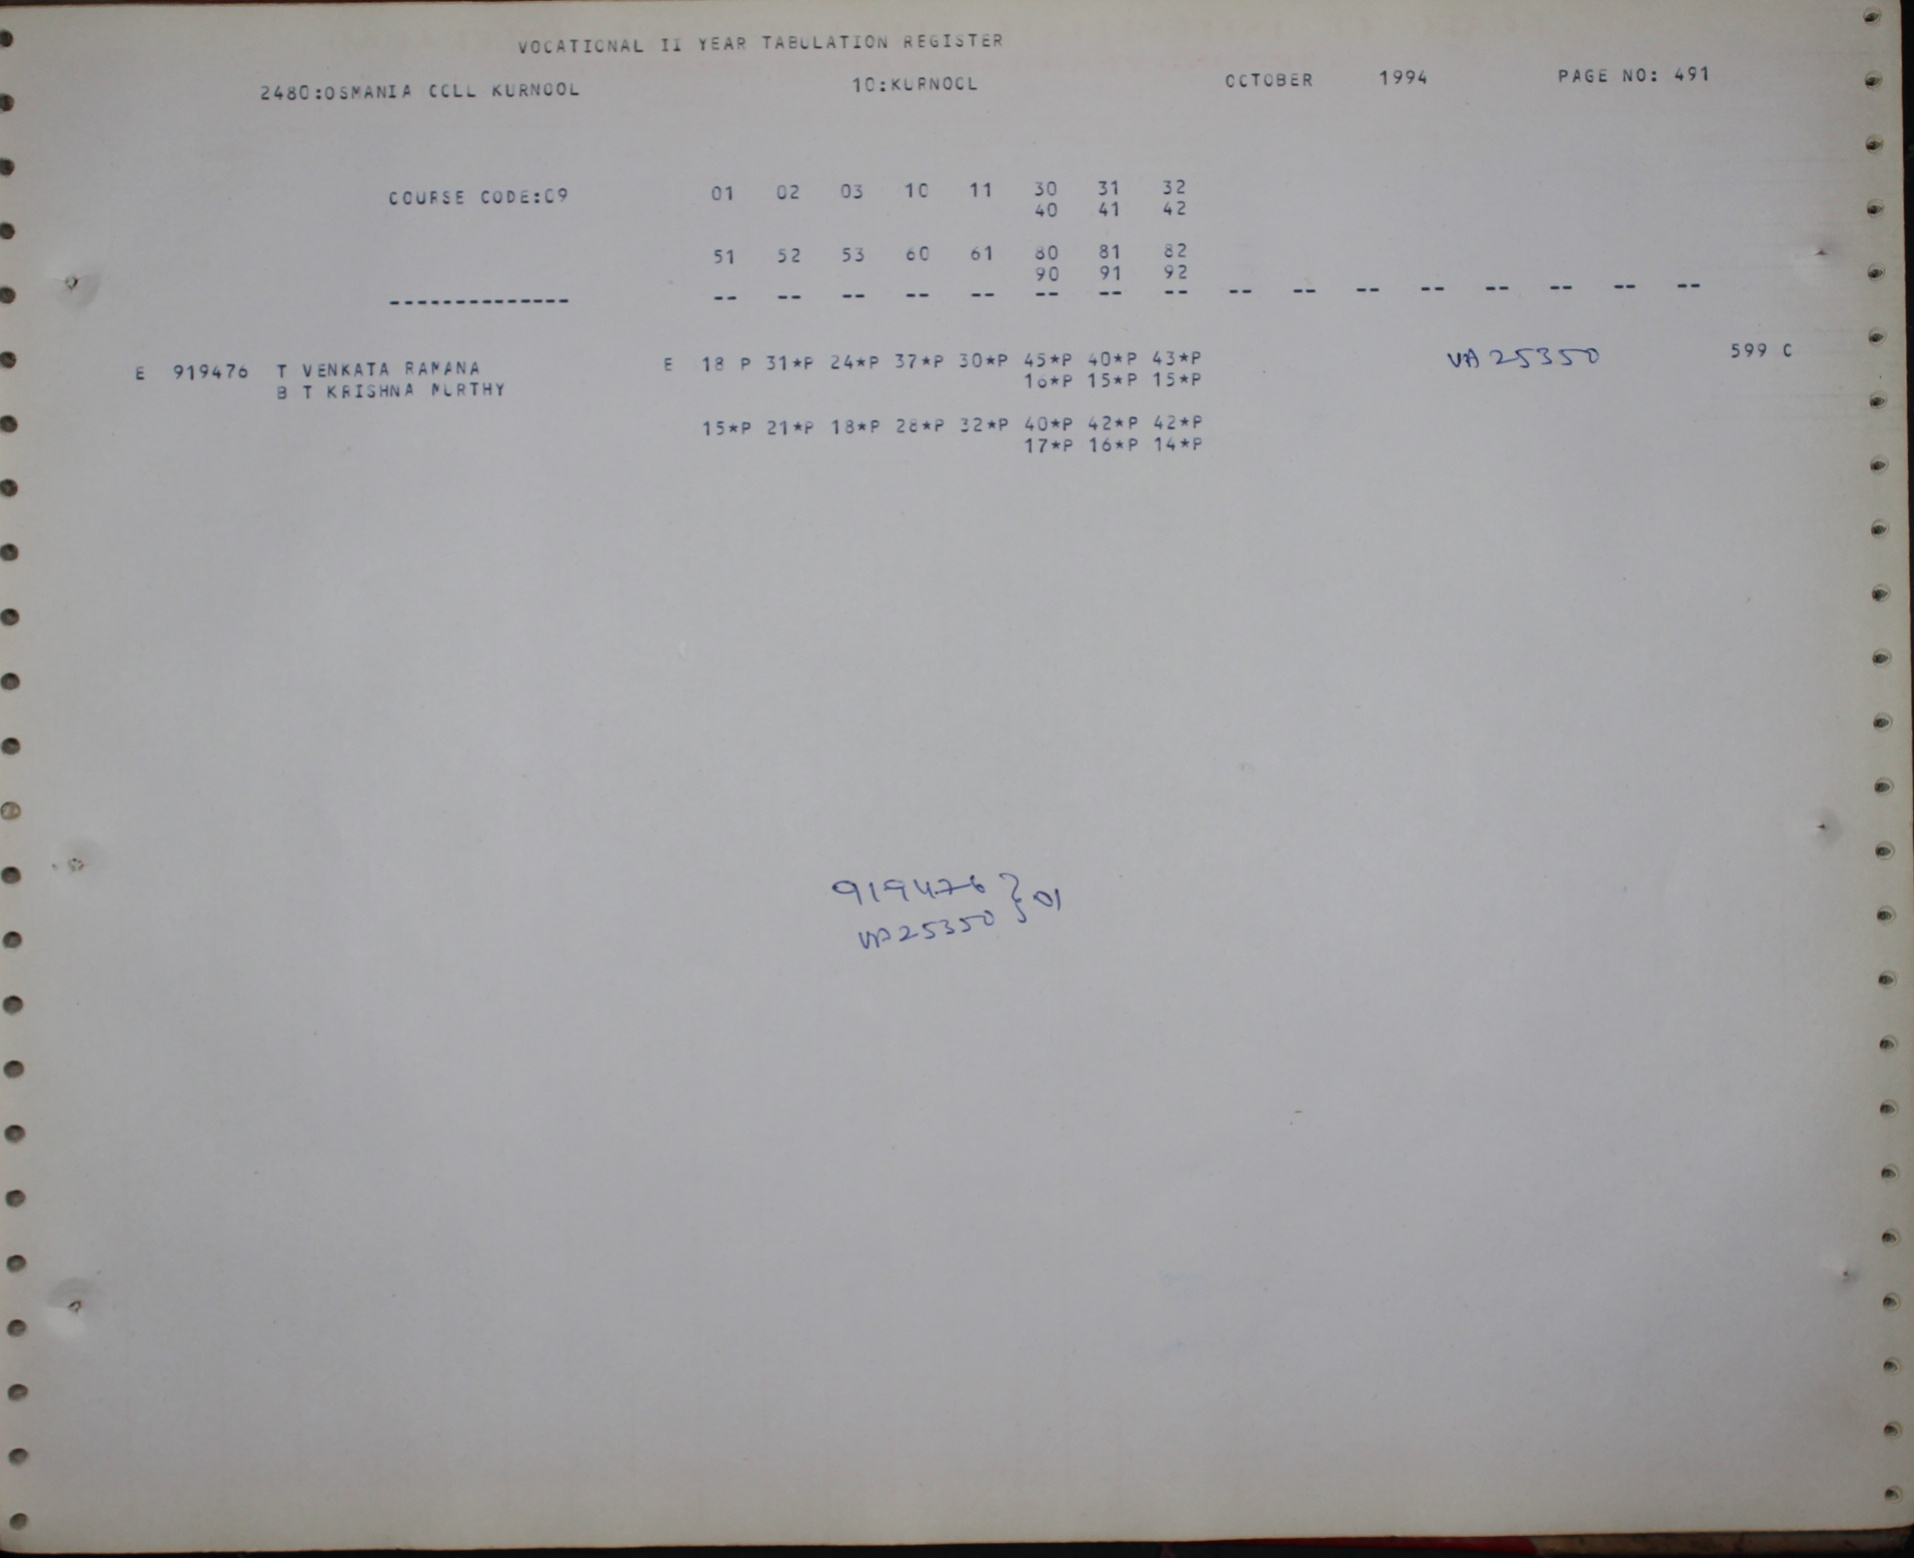 VOCATIONAL II YEAR TABULATION REGISTER
2480:OSMANIA COLL KURNOOL 10:KURNOOL OCTOBER 1994 PAGE NO: 491
COURSE CODE:09 01 02 03 10 11 30 31 32
40 41 42
51 52 53 60 61 80 81 82
90 91 92
-------------- -- -- -- -- -- -- -- -- -- -- -- -- -- -- -- --
E 919476 T VENKATA RAMANA E 18 P 31*P 24*P 37*P 30*P 45*P 40*P 43*P VA 25350 599 C
B T KRISHNA MURTHY 16*P 15*P 15*P
15*P 21*P 18*P 28*P 32*P 40*P 42*P 42*P
17*P 16*P 14*P
919476 } 01
VA25350